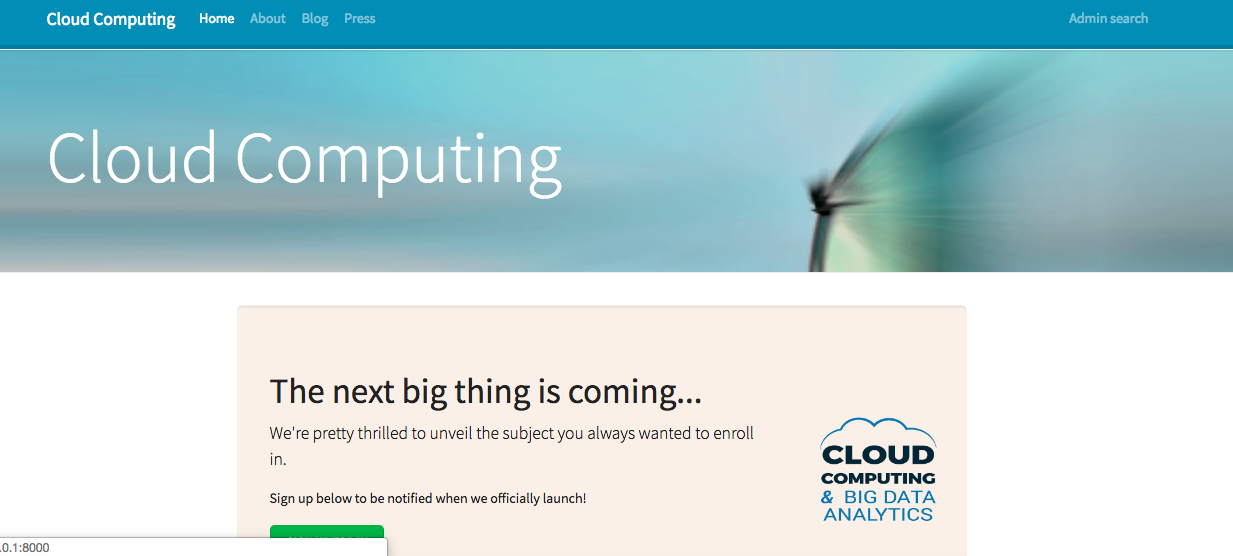 Cloud Computing Home About Blog Press Admin search
Cloud Computing
The next big thing is coming...
We're pretty thrilled to unveil the subject you always wanted to enroll
in.
Sign up below to be notified when we officially launch!
CLOUD
COMPUTING
& BIG DATA
ANALYTICS
.0.1:8000